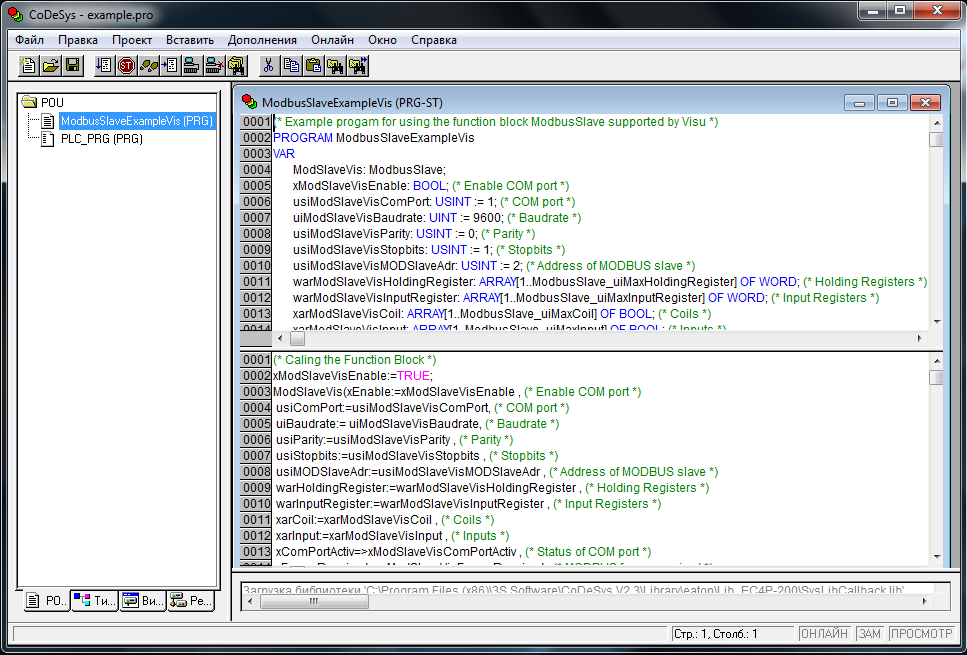 CoDeSys - example.pro
Файл Правка Проект Вставить Дополнения Онлайн Окно Справка
POU
ModbusSlaveExampleVis (PRG)
PLC_PRG (PRG)
ModbusSlaveExampleVis (PRG-ST)
0001 (* Example progam for using the function block ModbusSlave supported by Visu *)
0002 PROGRAM ModbusSlaveExampleVis
0003 VAR
0004 ModSlaveVis: ModbusSlave;
0005 xModSlaveVisEnable: BOOL; (* Enable COM port *)
0006 usiModSlaveVisComPort: USINT := 1; (* COM port *)
0007 uiModSlaveVisBaudrate: UINT := 9600; (* Baudrate *)
0008 usiModSlaveVisParity: USINT := 0; (* Parity *)
0009 usiModSlaveVisStopbits: USINT := 1; (* Stopbits *)
0010 usiModSlaveVisMODSlaveAdr: USINT := 2; (* Address of MODBUS slave *)
0011 warModSlaveVisHoldingRegister: ARRAY[1..ModbusSlave_uiMaxHoldingRegister] OF WORD; (* Holding Registers *)
0012 warModSlaveVisInputRegister: ARRAY[1..ModbusSlave_uiMaxInputRegister] OF WORD; (* Input Registers *)
0013 xarModSlaveVisCoil: ARRAY[1..ModbusSlave_uiMaxCoil] OF BOOL; (* Coils *)
0014 xarModSlaveVisInput: ARRAY[1..ModbusSlave_uiMaxInput] OF BOOL; (* Inputs *)
0001 (* Caling the Function Block *)
0002 xModSlaveVisEnable:=TRUE;
0003 ModSlaveVis(xEnable:=xModSlaveVisEnable , (* Enable COM port *)
0004 usiComPort:=usiModSlaveVisComPort, (* COM port *)
0005 uiBaudrate:= uiModSlaveVisBaudrate, (* Baudrate *)
0006 usiParity:=usiModSlaveVisParity , (* Parity *)
0007 usiStopbits:=usiModSlaveVisStopbits , (* Stopbits *)
0008 usiMODSlaveAdr:=usiModSlaveVisMODSlaveAdr , (* Address of MODBUS slave *)
0009 warHoldingRegister:=warModSlaveVisHoldingRegister , (* Holding Registers *)
0010 warInputRegister:=warModSlaveVisInputRegister , (* Input Registers *)
0011 xarCoil:=xarModSlaveVisCoil , (* Coils *)
0012 xarInput:=xarModSlaveVisInput , (* Inputs *)
0013 xComPortActiv=>xModSlaveVisComPortActiv , (* Status of COM port *)
PO.. Ти... Ви... Ре...
Загрузка библиотеки 'C:\Program Files (x86)\3S Software\CoDeSys V2.3\Library\eaton\Lib_EC4P-200\SysLibCallback.lib'
Стр.: 1, Столб.: 1 ОНЛАЙН ЗАМ ПРОСМОТР